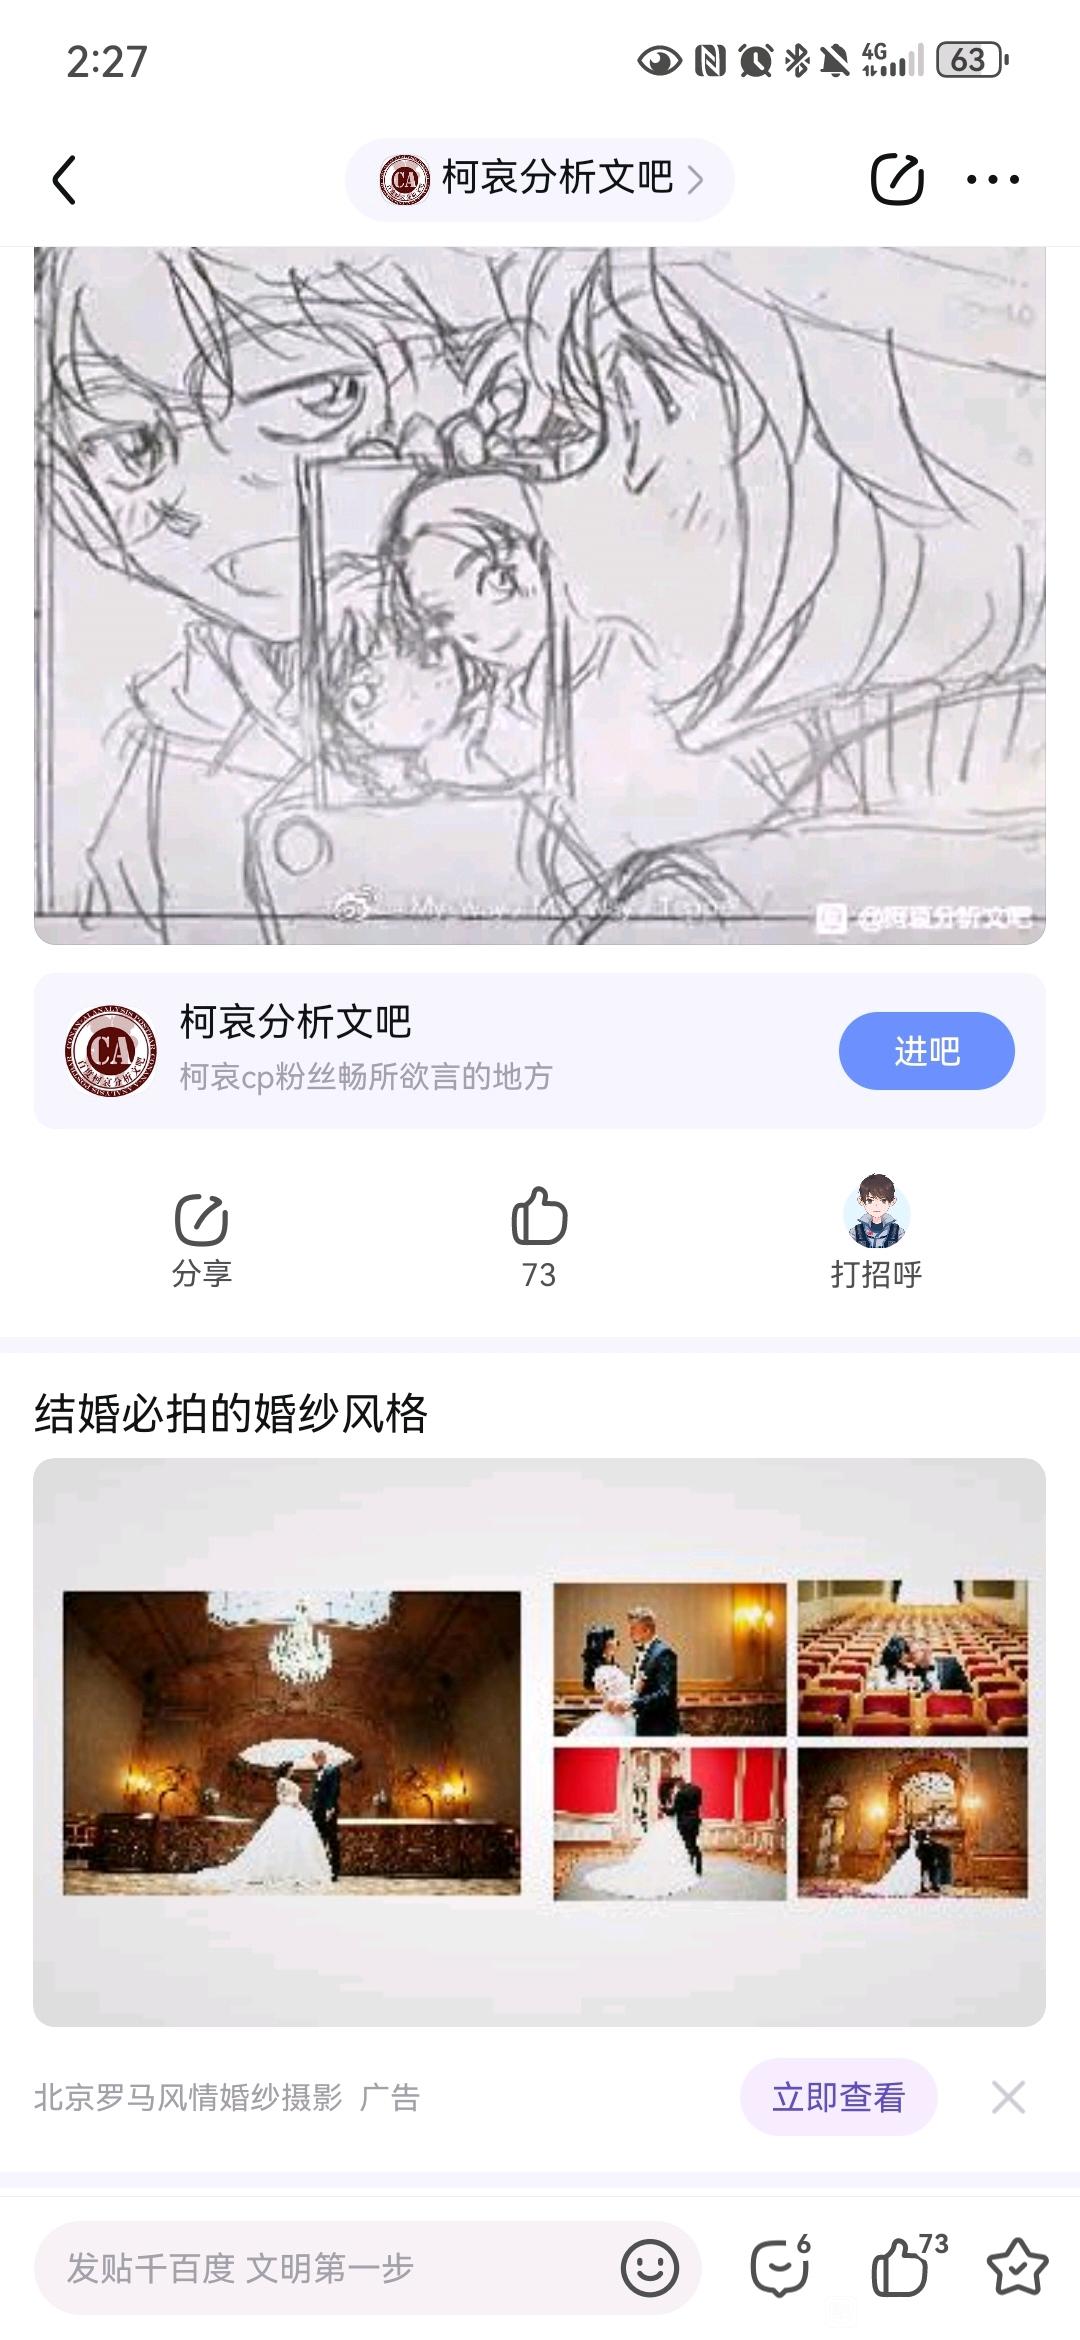 2:27
4G
63
CA
柯哀分析文吧
My Way
@柯哀分析文吧
CA
柯哀分析文吧
柯哀cp粉丝畅所欲言的地方
进吧
分享
73
打招呼
结婚必拍的婚纱风格
北京罗马风情婚纱摄影 广告
立即查看
发贴千百度 文明第一步
6
73